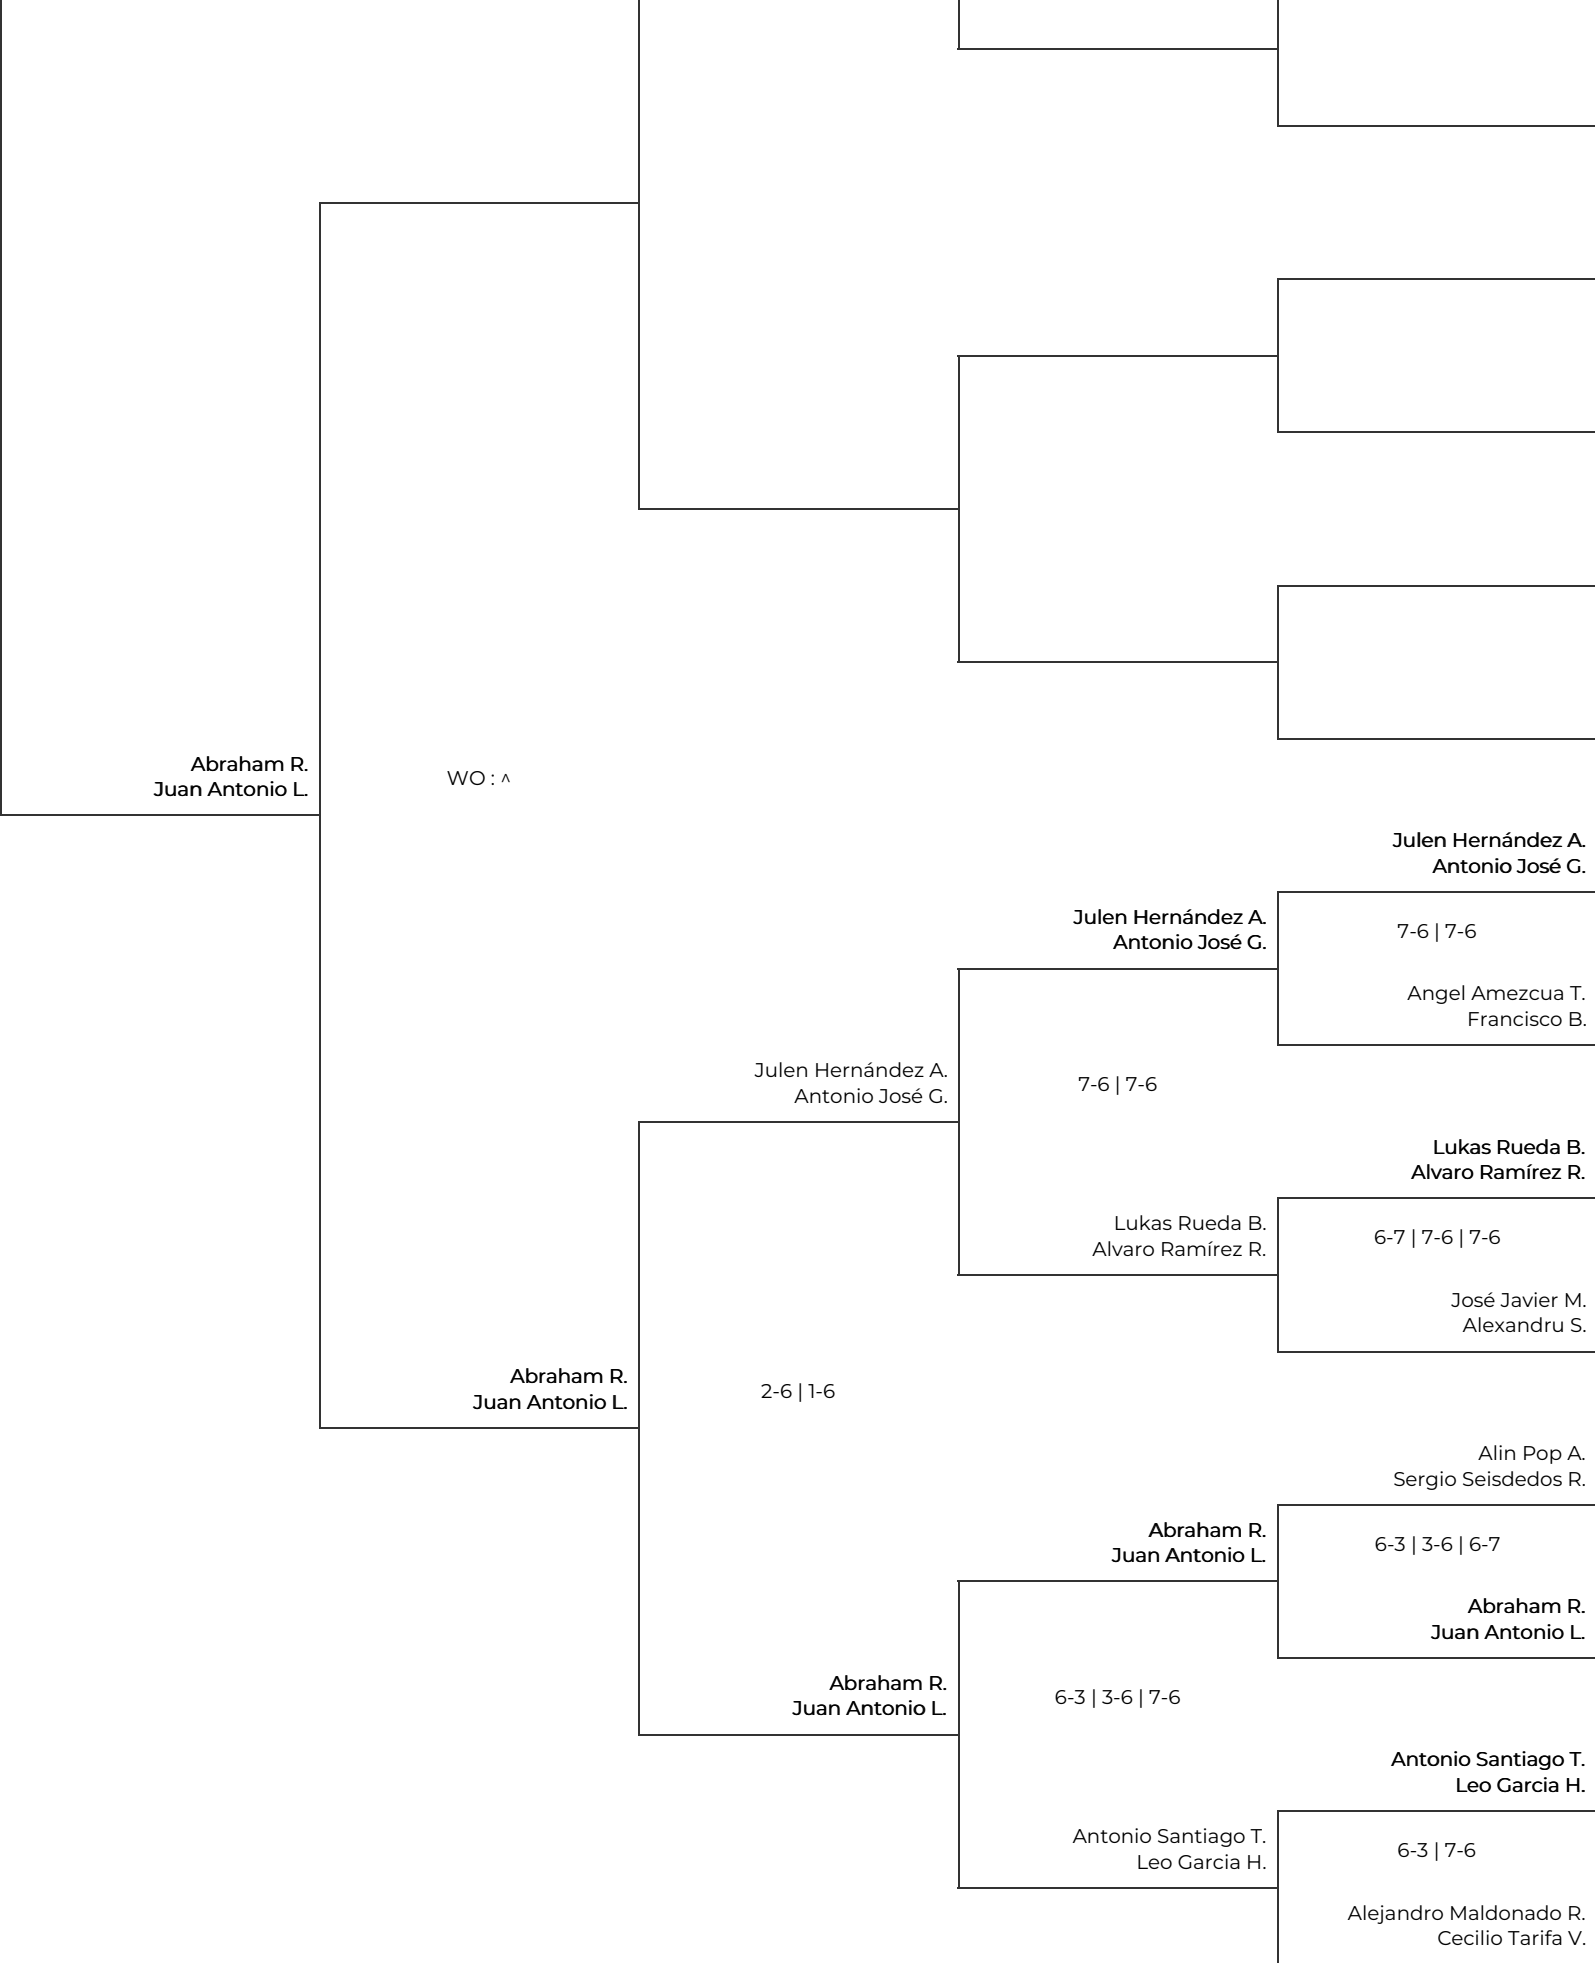 Abraham R.
Juan Antonio L.
WO : ^
Julen Hernández A.
Antonio José G.
Julen Hernández A.
Antonio José G.
7-6 | 7-6
Angel Amezcua T.
Francisco B.
Julen Hernández A.
Antonio José G.
7-6 | 7-6
Lukas Rueda B.
Alvaro Ramírez R.
Lukas Rueda B.
Alvaro Ramírez R.
6-7 | 7-6 | 7-6
José Javier M.
Alexandru S.
Abraham R.
Juan Antonio L.
2-6 | 1-6
Alin Pop A.
Sergio Seisdedos R.
Abraham R.
Juan Antonio L.
6-3 | 3-6 | 6-7
Abraham R.
Juan Antonio L.
Abraham R.
Juan Antonio L.
6-3 | 3-6 | 7-6
Antonio Santiago T.
Leo Garcia H.
Antonio Santiago T.
Leo Garcia H.
6-3 | 7-6
Alejandro Maldonado R.
Cecilio Tarifa V.